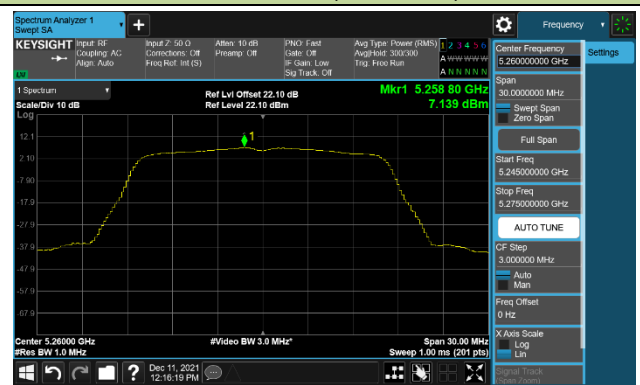 Spectrum Analyzer 1
Swept SA
Frequency
KEYSIGHT
Input: RF
Coupling: AC
Align: Auto
Input Z: 50 Ω
Corrections: Off
Freq Ref: Int (S)
Atten: 10 dB
Preamp: Off
PNO: Fast
Gate: Off
IF Gain: Low
Sig Track: Off
Avg Type: Power (RMS)
Avg|Hold: 300/300
Trig: Free Run
1 2 3 4 5 6
A W W W W W
A N N N N N
1 Spectrum
Scale/Div 10 dB
Log
Ref Lvl Offset 22.10 dB
Ref Level 22.10 dBm
Mkr1 5.258 80 GHz
7.139 dBm
1
12.1
2.10
-7.90
-17.9
-27.9
-37.9
-47.9
-57.9
-67.9
Center 5.26000 GHz
#Res BW 1.0 MHz
#Video BW 3.0 MHz*
Span 30.00 MHz
Sweep 1.00 ms (201 pts)
Center Frequency
5.260000000 GHz
Settings
Span
30.0000000 MHz
Swept Span
Zero Span
Full Span
Start Freq
5.245000000 GHz
Stop Freq
5.275000000 GHz
AUTO TUNE
CF Step
3.000000 MHz
Auto
Man
Freq Offset
0 Hz
X Axis Scale
Log
Lin
Signal Track
(Span Zoom)
Dec 11, 2021
12:16:19 PM